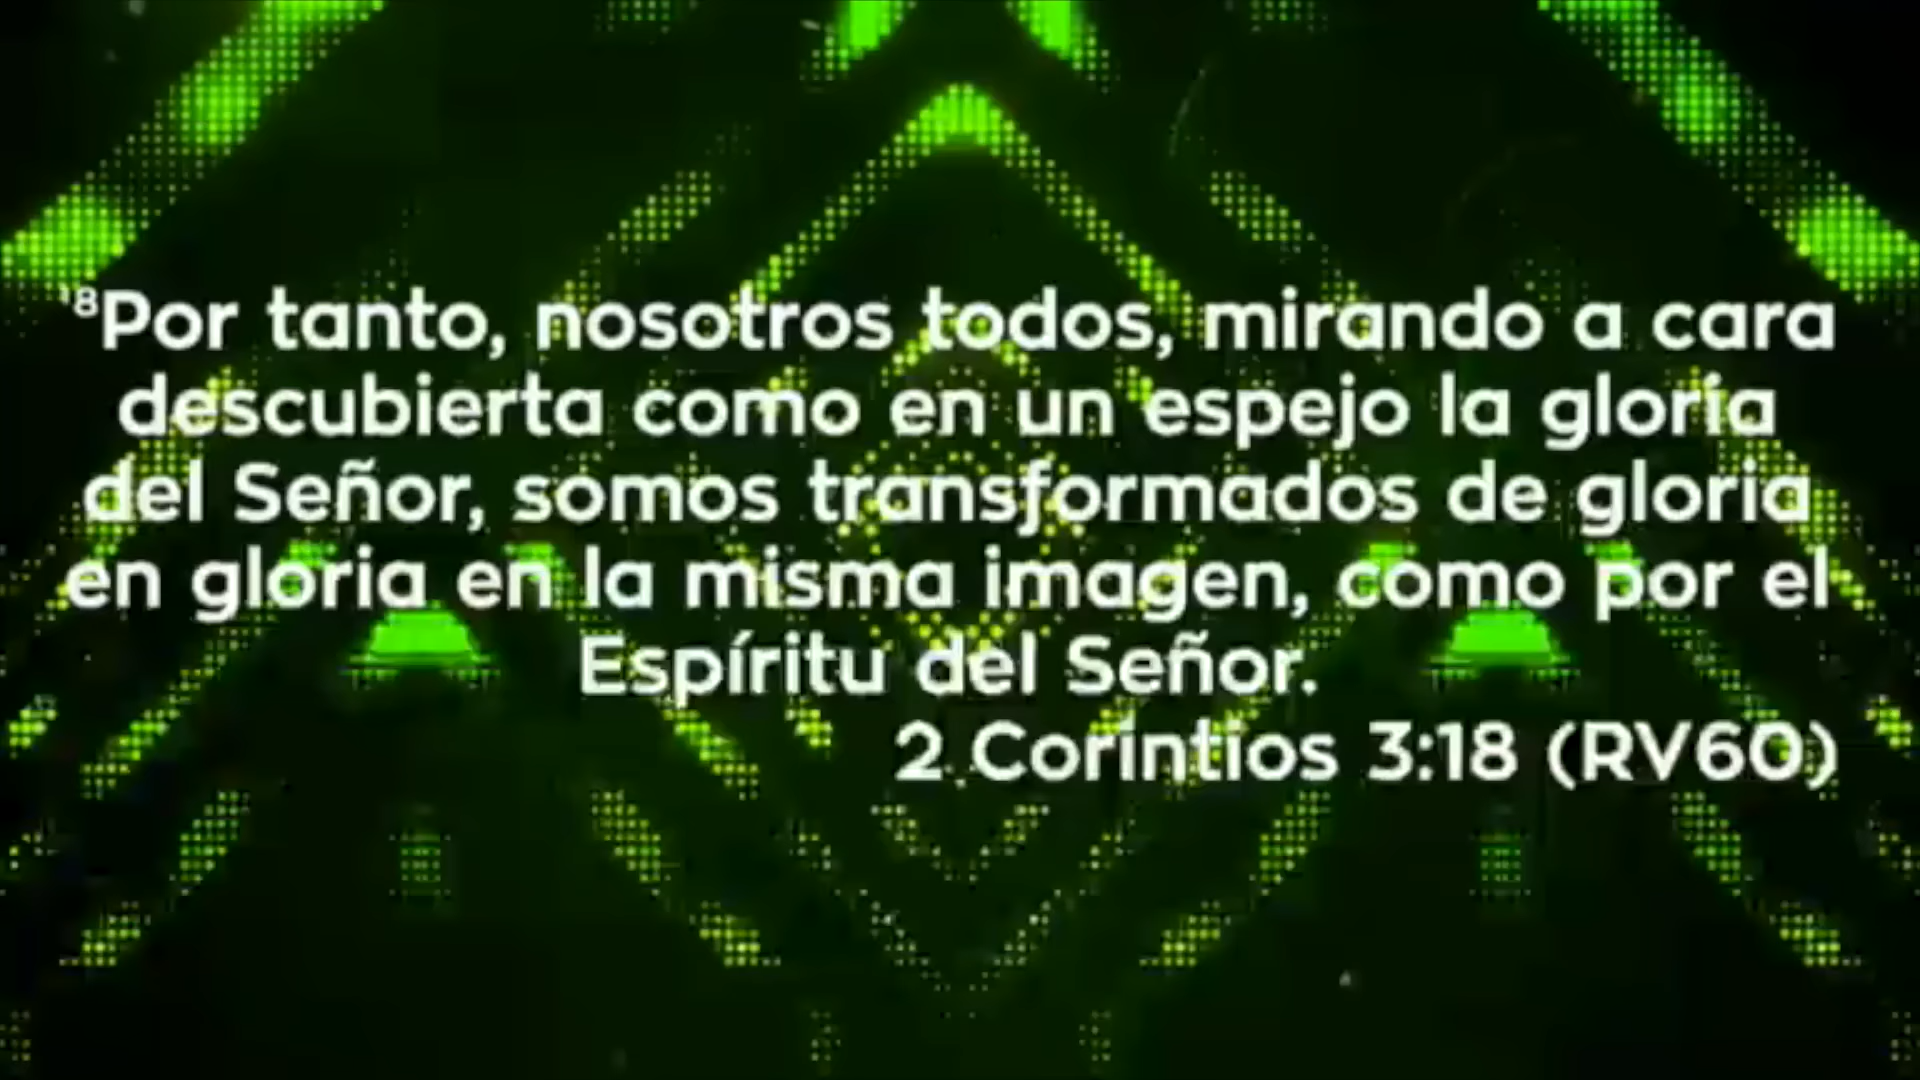 ¹⁸Por tanto, nosotros todos, mirando a cara
descubierta como en un espejo la gloria
del Señor, somos transformados de gloria
en gloria en la misma imagen, como por el
Espíritu del Señor.
2 Corintios 3:18 (RV60)